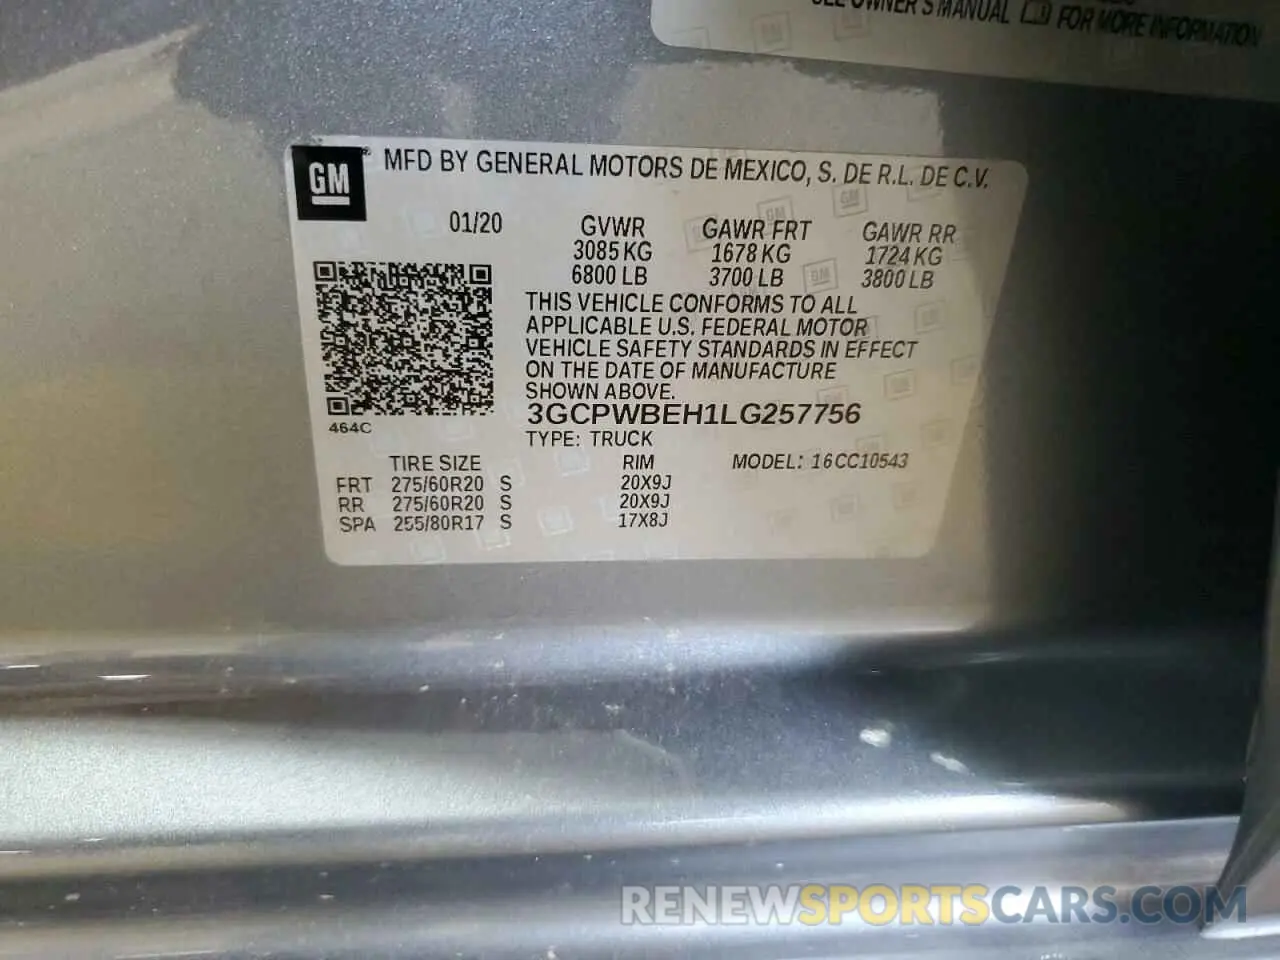 SEE OWNER'S MANUAL FOR MORE INFORMATION
GM ® MFD BY GENERAL MOTORS DE MEXICO, S. DE R.L. DE C.V.
01/20 GVWR GAWR FRT GAWR RR
3085 KG 1678 KG 1724 KG
6800 LB 3700 LB 3800 LB
THIS VEHICLE CONFORMS TO ALL
APPLICABLE U.S. FEDERAL MOTOR
VEHICLE SAFETY STANDARDS IN EFFECT
ON THE DATE OF MANUFACTURE
SHOWN ABOVE.
3GCPWBEH1LG257756
464C
TYPE: TRUCK
TIRE SIZE RIM MODEL: 16CC10543
FRT 275/60R20 S 20X9J
RR 275/60R20 S 20X9J
SPA 255/80R17 S 17X8J
RENEWSPORTSCARS.COM